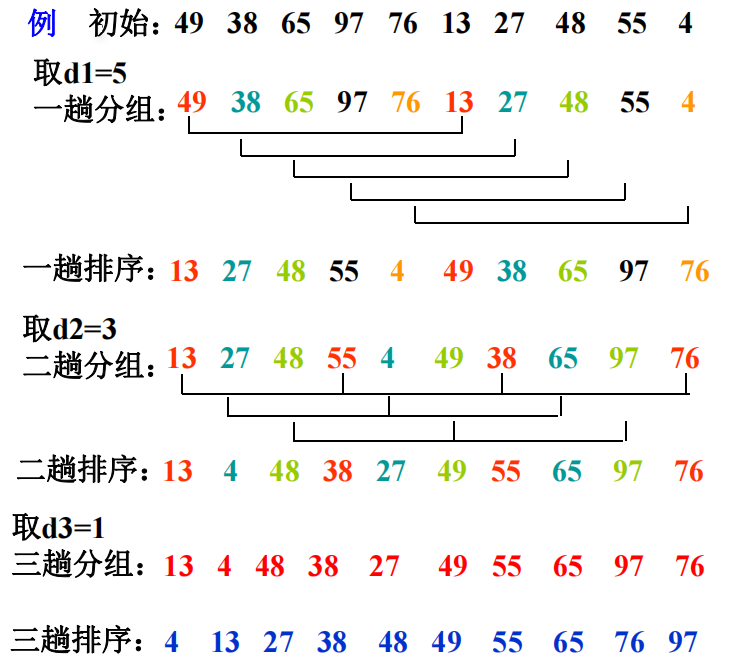 例 初始：49 38 65 97 76 13 27 48 55 4
取d1=5
一趟分组：49 38 65 97 76 13 27 48 55 4
一趟排序：13 27 48 55 4 49 38 65 97 76
取d2=3
二趟分组：13 27 48 55 4 49 38 65 97 76
二趟排序：13 4 48 38 27 49 55 65 97 76
取d3=1
三趟分组：13 4 48 38 27 49 55 65 97 76
三趟排序：4 13 27 38 48 49 55 65 76 97